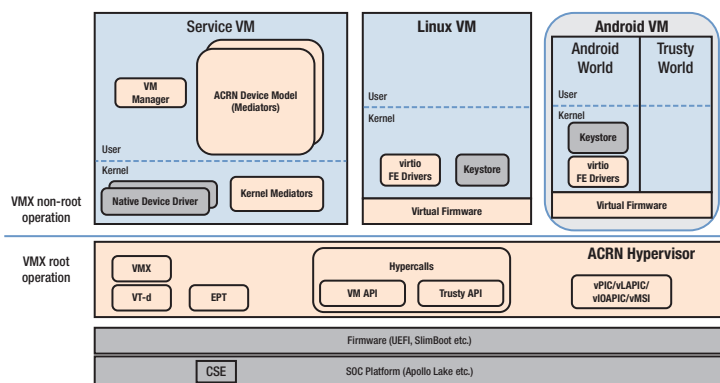 Service VM
VM
Manager
ACRN Device Model
(Mediators)
User
Kernel
Native Device Driver
Kernel Mediators
Linux VM
User
Kernel
virtio
FE Drivers
Keystore
Virtual Firmware
Android VM
Android
World
Trusty
World
User
Kernel
Keystore
virtio
FE Drivers
Virtual Firmware
VMX non-root
operation
VMX root
operation
ACRN Hypervisor
VMX
VT-d
EPT
Hypercalls
VM API
Trusty API
vPIC/vLAPIC/
vIOAPIC/vMSI
Firmware (UEFI, SlimBoot etc.)
CSE
SOC Platform (Apollo Lake etc.)